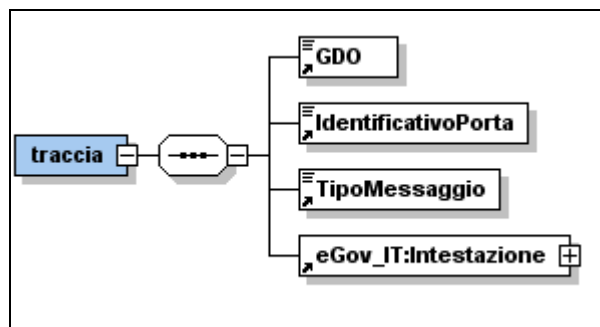 GDO
IdentificativoPorta
traccia
TipoMessaggio
eGov_IT:Intestazione